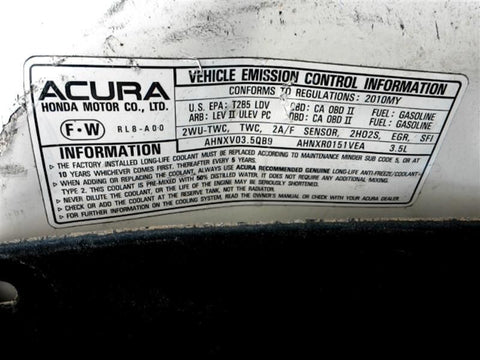 ACURA
HONDA MOTOR CO., LTD.
F・W RL8-A00
VEHICLE EMISSION CONTROL INFORMATION
CONFORMS TO REGULATIONS: 2010MY
U.S. EPA: T2B5 LDV OBD: CA OBD II FUEL: GASOLINE
ARB: LEV II ULEV PC OBD: CA OBD II FUEL: GASOLINE
2WU-TWC, TWC, 2A/F SENSOR, 2HO2S, EGR, SFI
AHNXV03.5QB9 AHNXR0151VEA 3.5L
INFORMATION
▶ THE FACTORY INSTALLED LONG-LIFE COOLANT MUST BE REPLACED ACCORDING TO MAINTENANCE MINDER SUB CODE 5, OR AT
10 YEARS WHICHEVER COMES FIRST. THEREAFTER EVERY 5 YEARS.
▶ WHEN ADDING OR REPLACING COOLANT, ALWAYS USE ACURA RECOMMENDED GENUINE LONG-LIFE ANTI-FREEZE/COOLANT-
TYPE 2. THIS COOLANT IS PRE-MIXED WITH 50% DISTILLED WATER, IT DOES NOT REQUIRE ANY ADDITIONAL MIXING.
▶ NEVER DILUTE COOLANT, OR THE LIFE OF THE ENGINE MAY BE SERIOUSLY SHORTENED.
▶ CHECK OR ADD THE COOLANT AT THE RESERVE TANK, NOT THE RADIATOR.
▶ FOR FURTHER INFORMATION ON THE COOLING SYSTEM, READ THE OWNER'S MANUAL OR CHECK WITH YOUR ACURA DEALER.